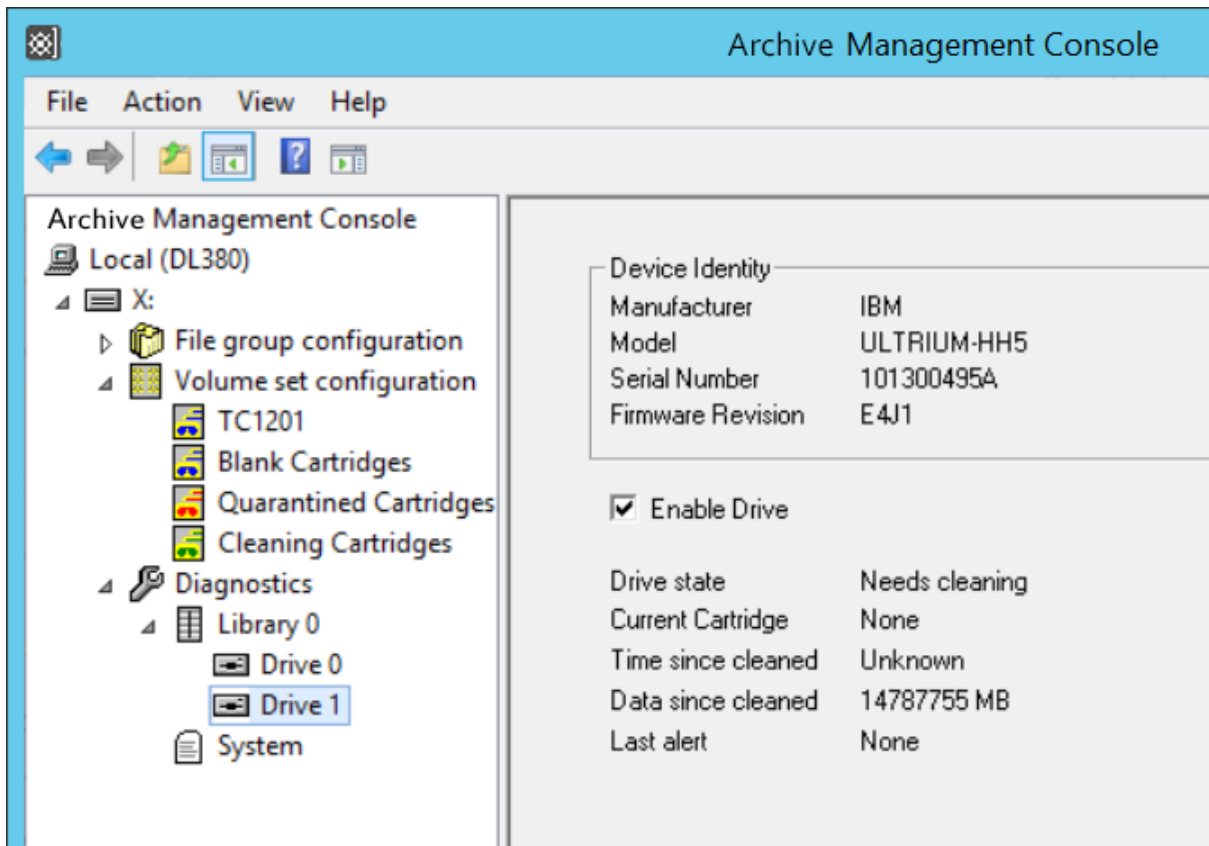 Archive Management Console
File Action View Help
Archive Management Console
Local (DL380)
X:
File group configuration
Volume set configuration
TC1201
Blank Cartridges
Quarantined Cartridges
Cleaning Cartridges
Diagnostics
Library 0
Drive 0
Drive 1
System
Device Identity
Manufacturer IBM
Model ULTRIUM-HH5
Serial Number 101300495A
Firmware Revision E4J1
Enable Drive
Drive state Needs cleaning
Current Cartridge None
Time since cleaned Unknown
Data since cleaned 14787755 MB
Last alert None